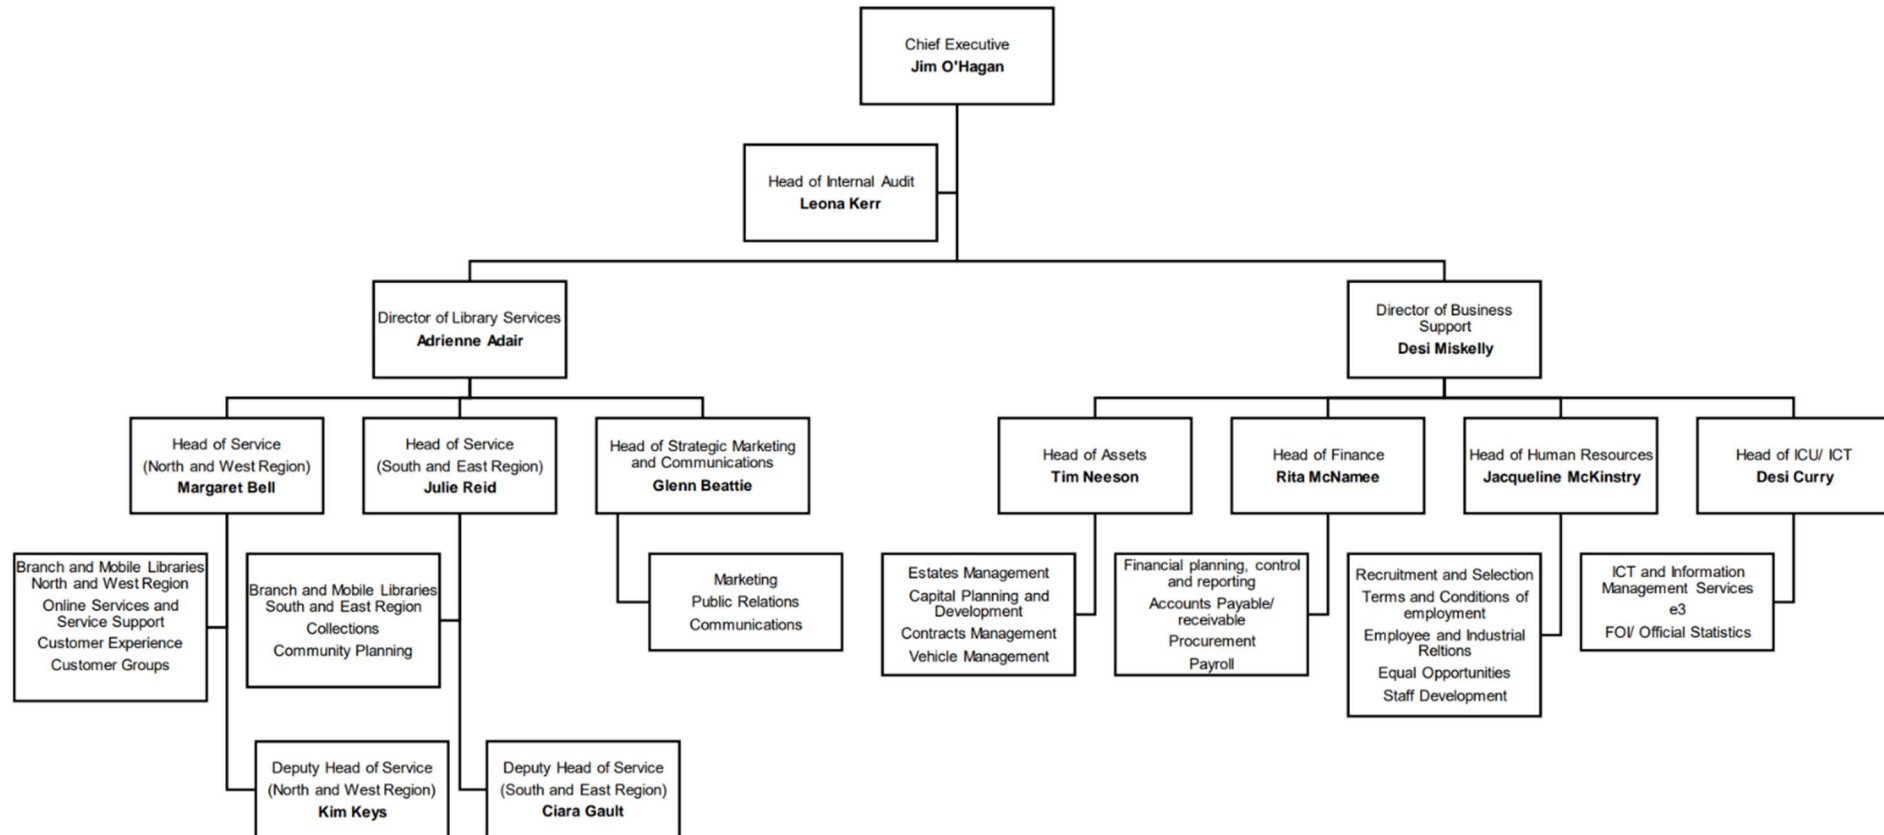 Chief Executive
Jim O'Hagan
Head of Internal Audit
Leona Kerr
Director of Library Services
Adrienne Adair
Director of Business
Support
Desi Miskelly
Head of Service
(North and West Region)
Margaret Bell
Head of Service
(South and East Region)
Julie Reid
Head of Strategic Marketing
and Communications
Glenn Beattie
Head of Assets
Tim Neeson
Head of Finance
Rita McNamee
Head of Human Resources
Jacqueline McKinstry
Head of ICU/ ICT
Desi Curry
Branch and Mobile Libraries
North and West Region
Online Services and
Service Support
Customer Experience
Customer Groups
Branch and Mobile Libraries
South and East Region
Collections
Community Planning
Marketing
Public Relations
Communications
Estates Management
Capital Planning and
Development
Contracts Management
Vehicle Management
Financial planning, control
and reporting
Accounts Payable/
receivable
Procurement
Payroll
Recruitment and Selection
Terms and Conditions of
employment
Employee and Industrial
Reltions
Equal Opportunities
Staff Development
ICT and Information
Management Services
e3
FOI/ Official Statistics
Deputy Head of Service
(North and West Region)
Kim Keys
Deputy Head of Service
(South and East Region)
Ciara Gault